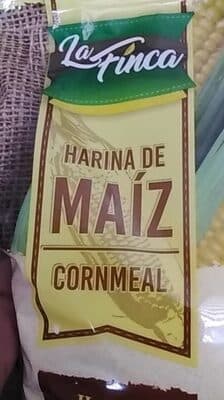 La Finca
HARINA DE
MAÍZ
CORNMEAL